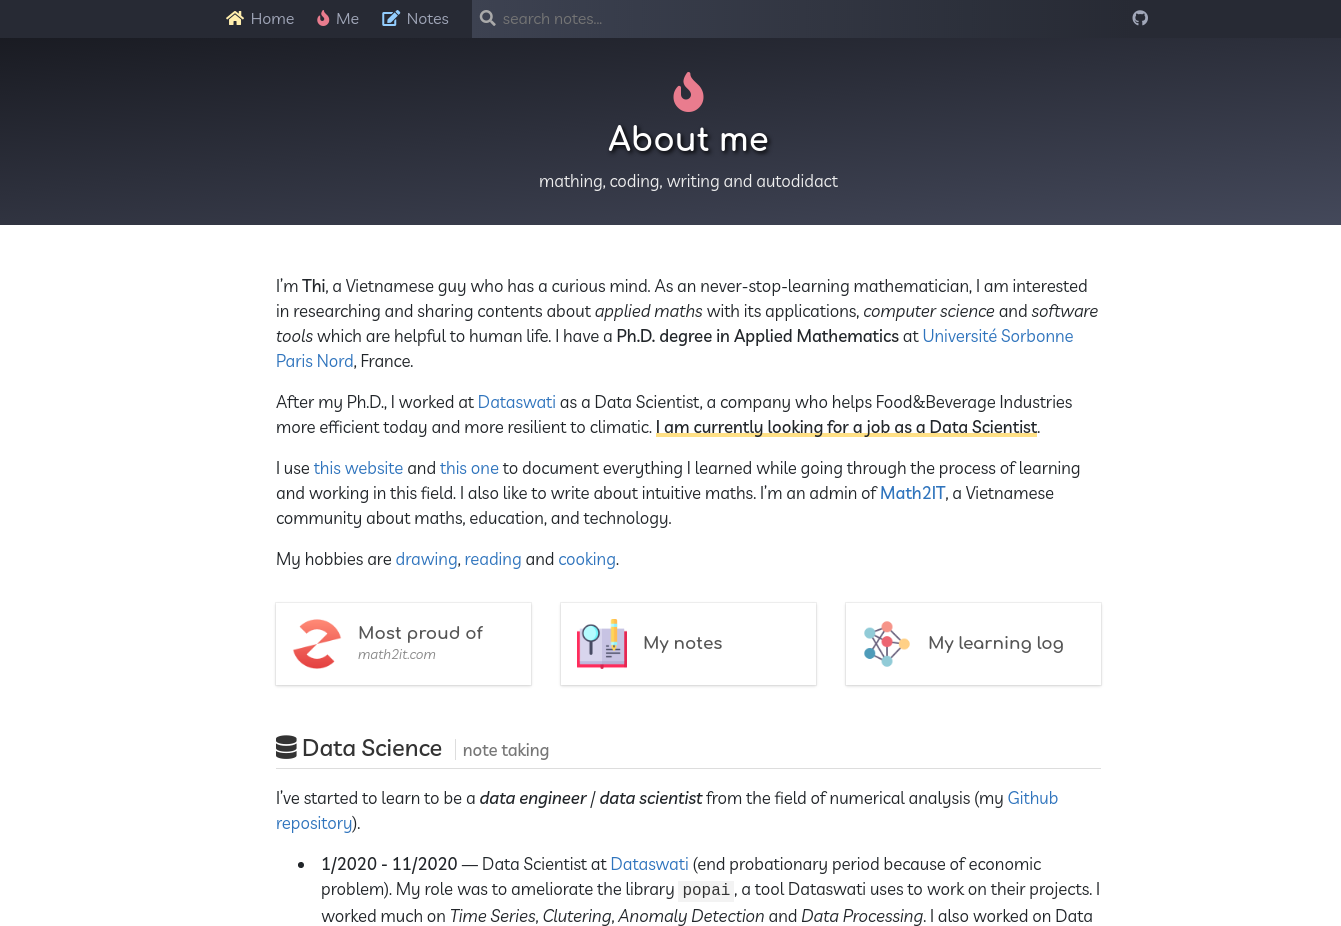 Home Me Notes search notes...
About me
mathing, coding, writing and autodidact
I'm Thi, a Vietnamese guy who has a curious mind. As an never-stop-learning mathematician, I am interested
in researching and sharing contents about applied maths with its applications, computer science and software
tools which are helpful to human life. I have a Ph.D. degree in Applied Mathematics at Université Sorbonne
Paris Nord, France.
After my Ph.D., I worked at Dataswati as a Data Scientist, a company who helps Food&Beverage Industries
more efficient today and more resilient to climatic. I am currently looking for a job as a Data Scientist.
I use this website and this one to document everything I learned while going through the process of learning
and working in this field. I also like to write about intuitive maths. I'm an admin of Math2IT, a Vietnamese
community about maths, education, and technology.
My hobbies are drawing, reading and cooking.
Most proud of
math2it.com
My notes
My learning log
Data Science note taking
I've started to learn to be a data engineer / data scientist from the field of numerical analysis (my Github
repository).
1/2020 - 11/2020 — Data Scientist at Dataswati (end probationary period because of economic
problem). My role was to ameliorate the library popai, a tool Dataswati uses to work on their projects. I
worked much on Time Series, Clutering, Anomaly Detection and Data Processing. I also worked on Data